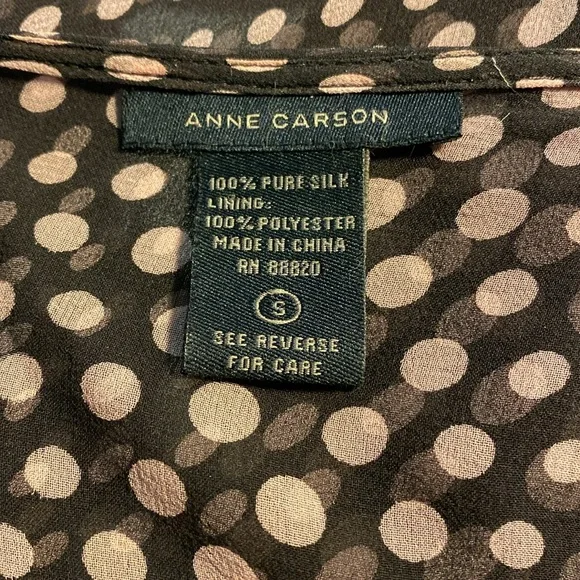 ANNE CARSON
100% PURE SILK
LINING:
100% POLYESTER
MADE IN CHINA
RN 88820
S
SEE REVERSE
FOR CARE